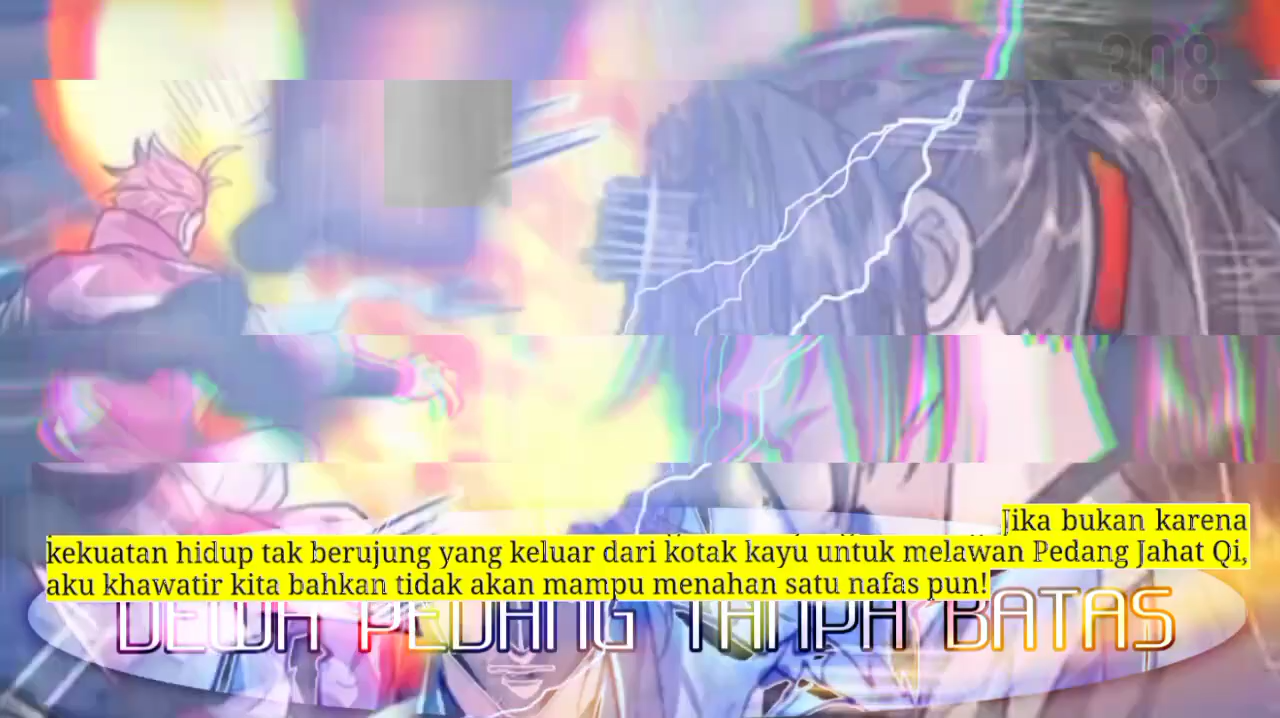 308
Jika bukan karena
kekuatan hidup tak berujung yang keluar dari kotak kayu untuk melawan Pedang Jahat Qi,
aku khawatir kita bahkan tidak akan mampu menahan satu nafas pun!
DEWA PEDANG TANPA BATAS